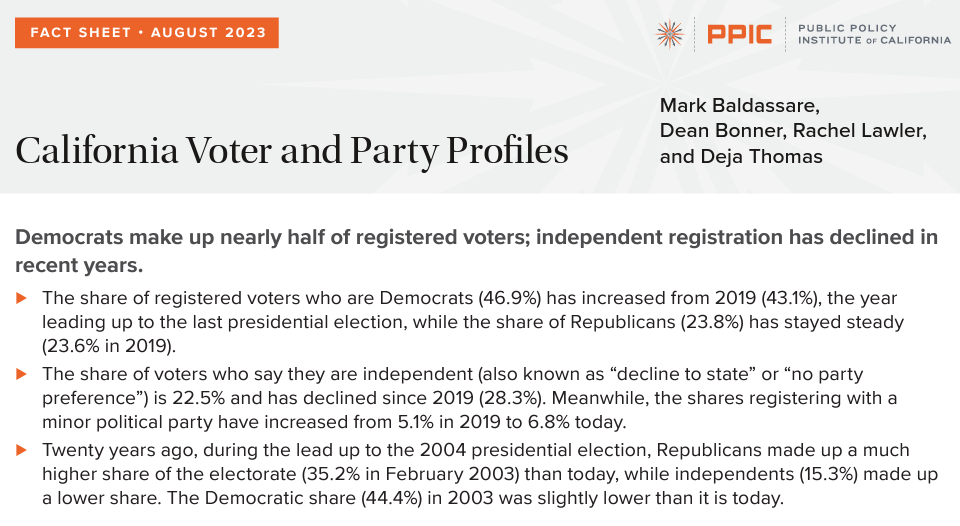 FACT SHEET • AUGUST 2023
PPIC
PUBLIC POLICY
INSTITUTE OF CALIFORNIA
Mark Baldassare,
Dean Bonner, Rachel Lawler,
and Deja Thomas
California Voter and Party Profiles
Democrats make up nearly half of registered voters; independent registration has declined in
recent years.
The share of registered voters who are Democrats (46.9%) has increased from 2019 (43.1%), the year
leading up to the last presidential election, while the share of Republicans (23.8%) has stayed steady
(23.6% in 2019).
The share of voters who say they are independent (also known as “decline to state” or “no party
preference”) is 22.5% and has declined since 2019 (28.3%). Meanwhile, the shares registering with a
minor political party have increased from 5.1% in 2019 to 6.8% today.
Twenty years ago, during the lead up to the 2004 presidential election, Republicans made up a much
higher share of the electorate (35.2% in February 2003) than today, while independents (15.3%) made up
a lower share. The Democratic share (44.4%) in 2003 was slightly lower than it is today.